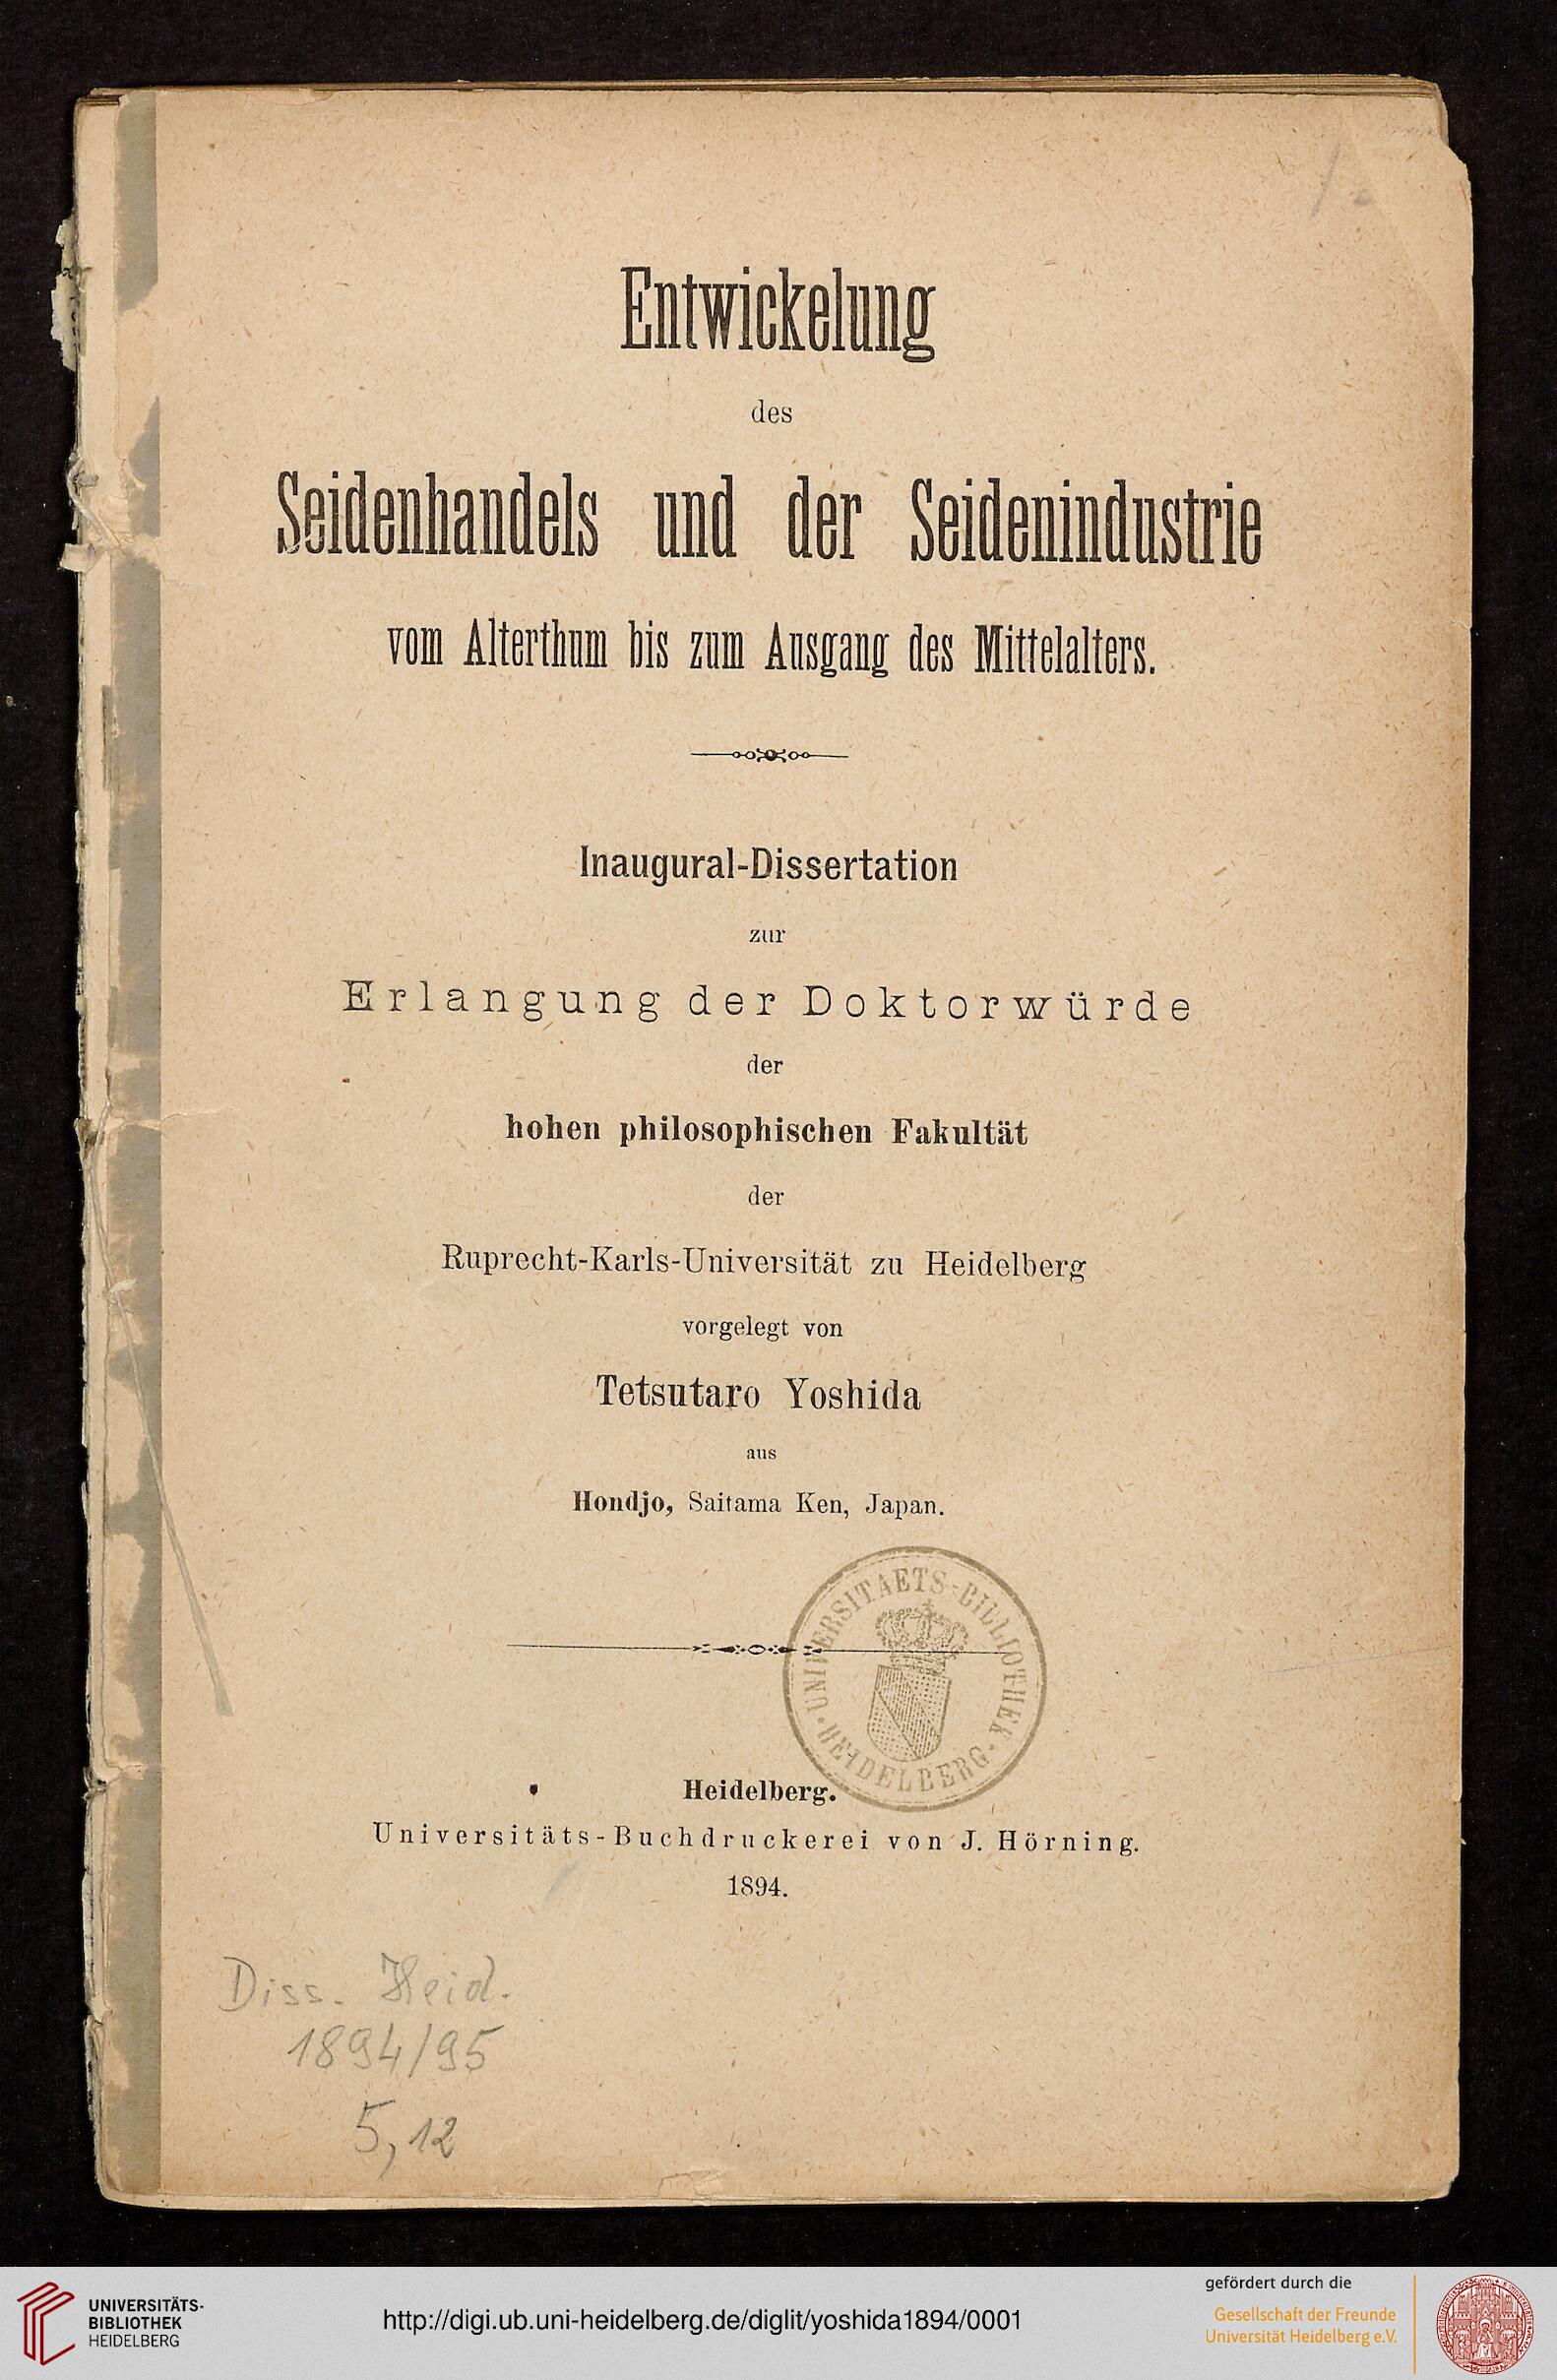 Entwickelung
des
Seidenhandels und der Seidenindustrie
vom Alterthum bis zum Ausgang des Mittelalters.
Inaugural-Dissertation
zur
Erlangung der Doktorwürde
der
hohen philosophischen Fakultät
der
Ruprecht-Karls-Universität zu Heidelberg
vorgelegt von
Tetsutaro Yoshida
aus
Hondjo, Saitama Ken, Japan.
UNIVERSITAETS-BILLIOTHEK
HEIDELBERG
Heidelberg.
Universitäts-Buchdruckerei von J. Hörning.
1894.
Diss. Heid.
1894/95
5,12
UNIVERSITÄTS-
BIBLIOTHEK
HEIDELBERG
http://digi.ub.uni-heidelberg.de/diglit/yoshida1894/0001
gefördert durch die
Gesellschaft der Freunde
Universität Heidelberg e.V.